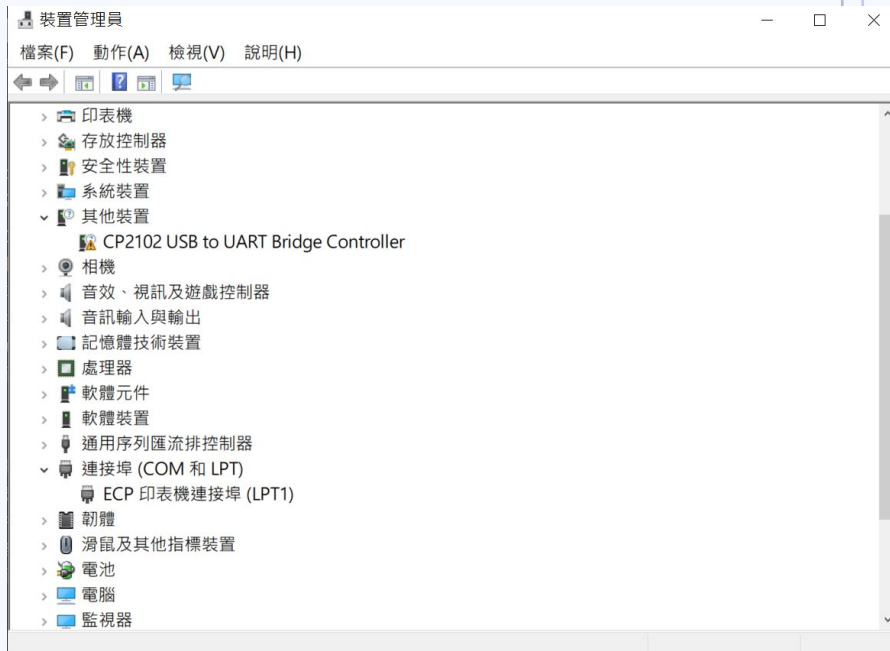 裝置管理員
檔案(F) 動作(A) 檢視(V) 說明(H)
印表機
存放控制器
安全性裝置
系統裝置
其他裝置
CP2102 USB to UART Bridge Controller
相機
音效、視訊及遊戲控制器
音訊輸入與輸出
記憶體技術裝置
處理器
軟體元件
軟體裝置
通用序列匯流排控制器
連接埠 (COM 和 LPT)
ECP 印表機連接埠 (LPT1)
韌體
滑鼠及其他指標裝置
電池
電腦
監視器